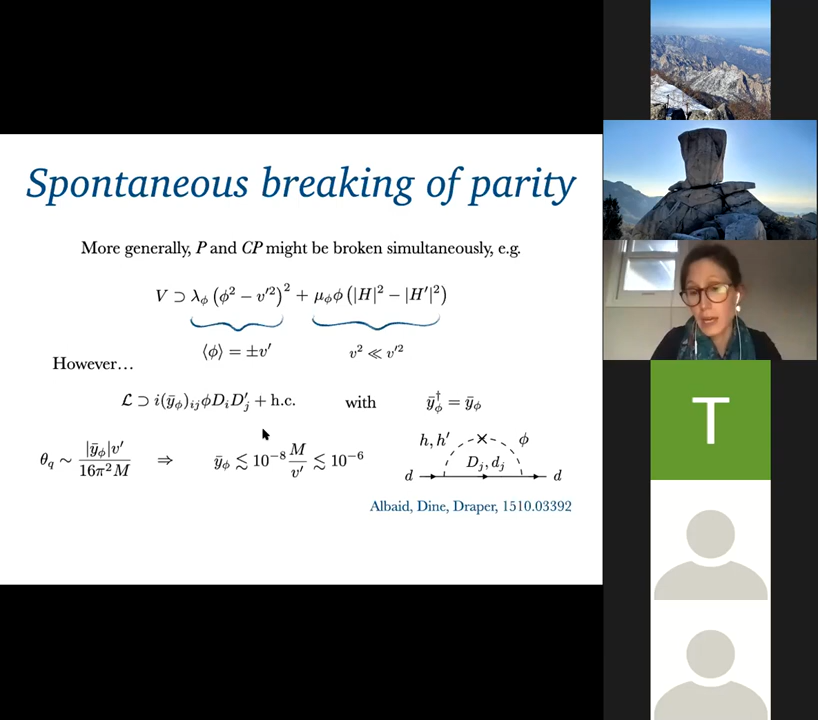 Spontaneous breaking of parity
More generally, P and CP might be broken simultaneously, e.g.
V ⊃ λ_ϕ (ϕ² − v′²)² + μ_ϕ ϕ (|H|² − |H′|²)
⟨ϕ⟩ = ±v′ v² ≪ v′²
However…
ℒ ⊃ i(ȳ_ϕ)_ij ϕ D_i D′_j + h.c. with ȳ_ϕ† = ȳ_ϕ
θ_q ∼ |ȳ_ϕ|v′ / 16π²M ⇒ ȳ_ϕ ≲ 10⁻⁸ M/v′ ≲ 10⁻⁶
h, h′ ϕ
D_j, d_j
d d
Albaid, Dine, Draper, 1510.03392
T